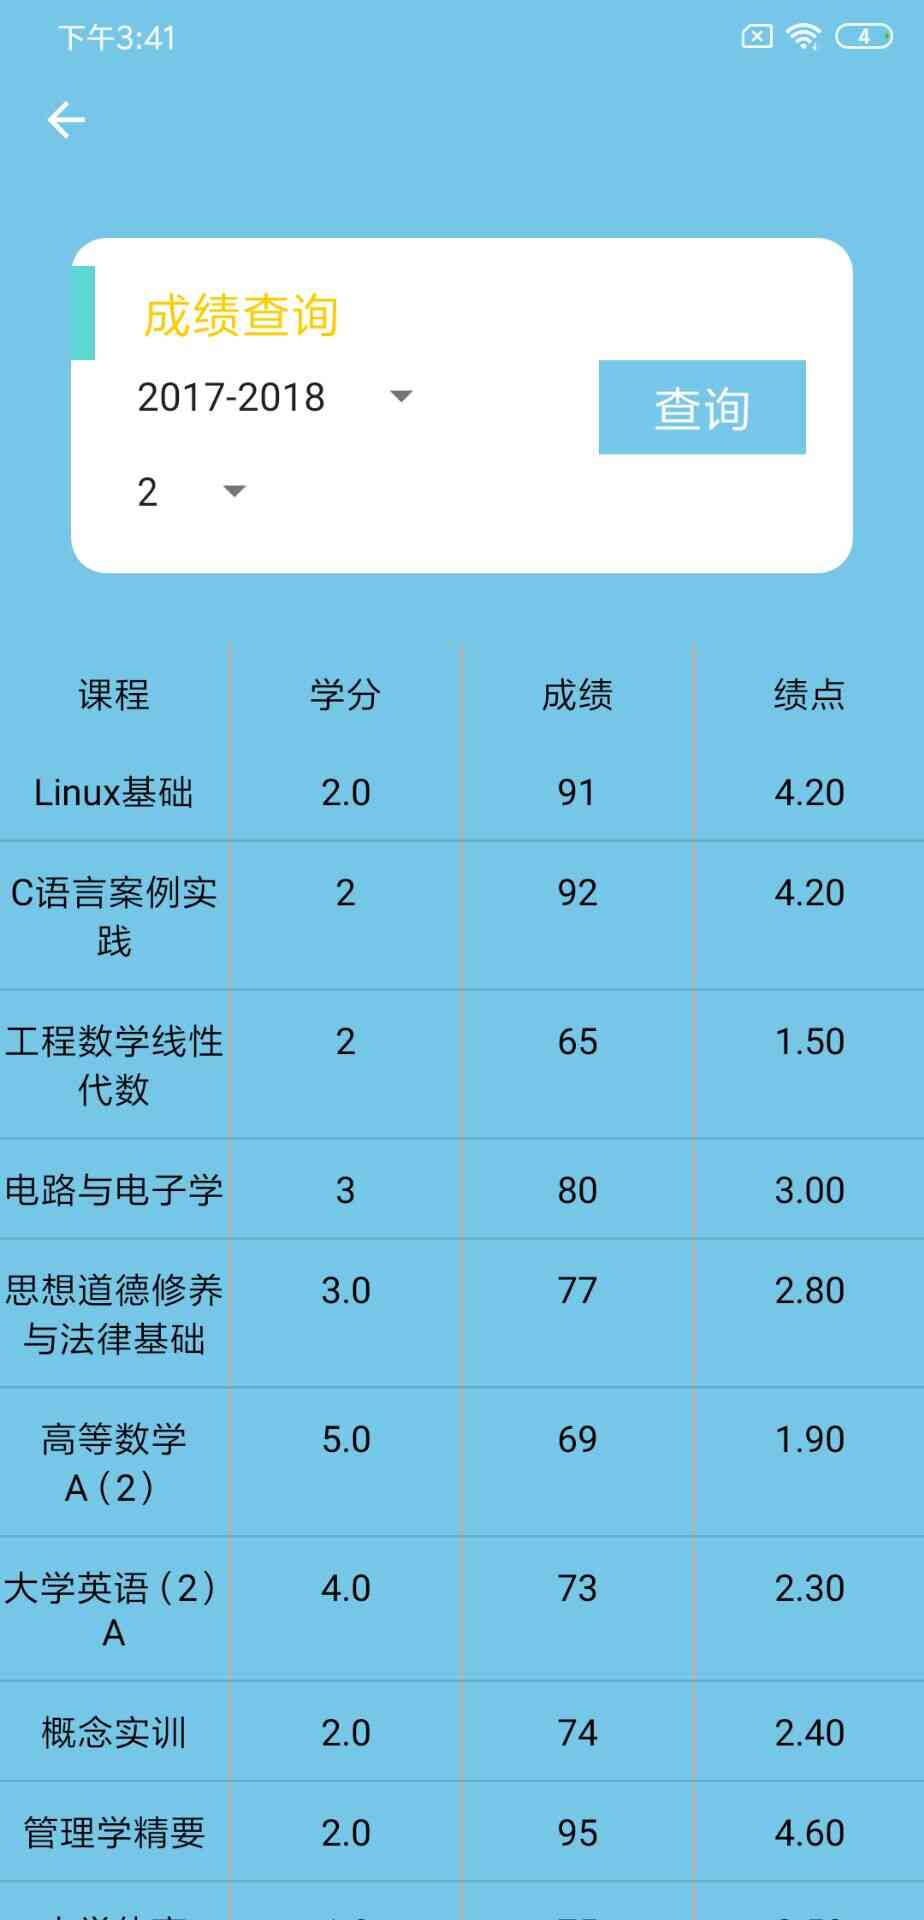 下午3:41
4
成绩查询
2017-2018
查询
2
课程 学分 成绩 绩点
Linux基础 2.0 91 4.20
C语言案例实
践 2 92 4.20
工程数学线性
代数 2 65 1.50
电路与电子学 3 80 3.00
思想道德修养
与法律基础 3.0 77 2.80
高等数学
A(2) 5.0 69 1.90
大学英语(2)
A 4.0 73 2.30
概念实训 2.0 74 2.40
管理学精要 2.0 95 4.60